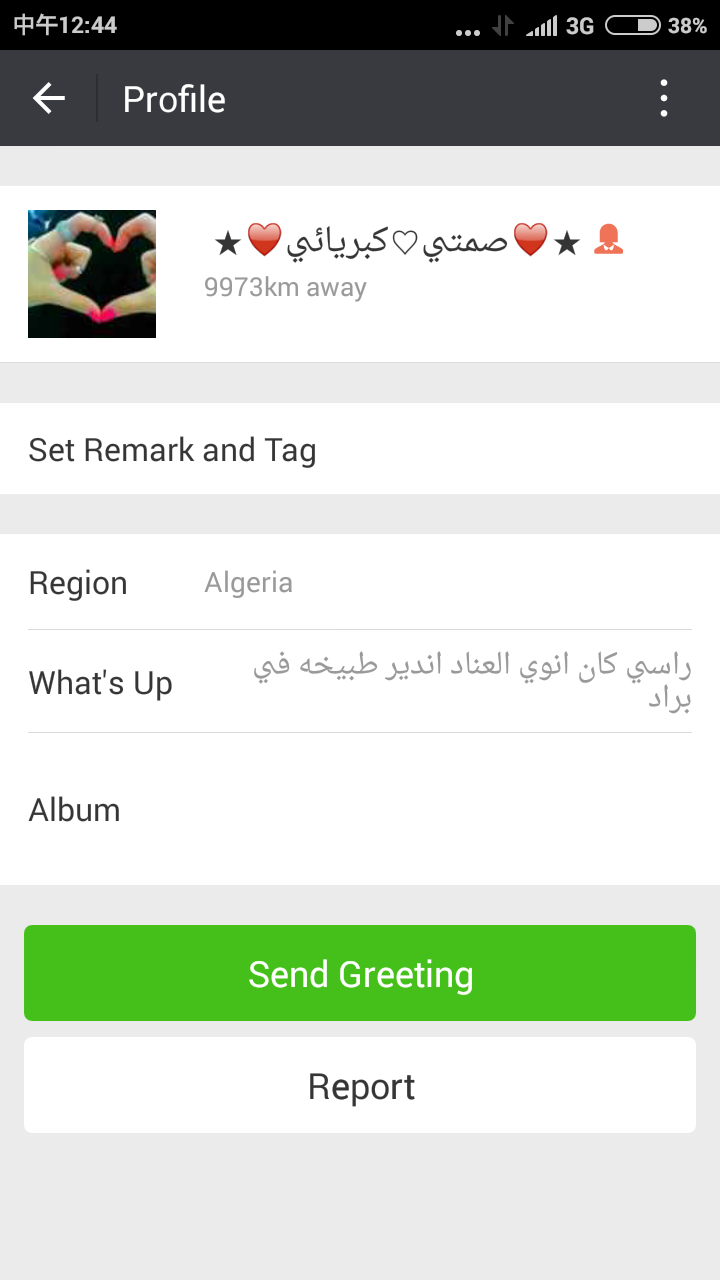 中午12:44
3G
38%
Profile
★❤️صمتي♡كبريائي❤️★
9973km away
Set Remark and Tag
Region
Algeria
What's Up
راسي كان انوي العناد اندير طبيخه في
براد
Album
Send Greeting
Report